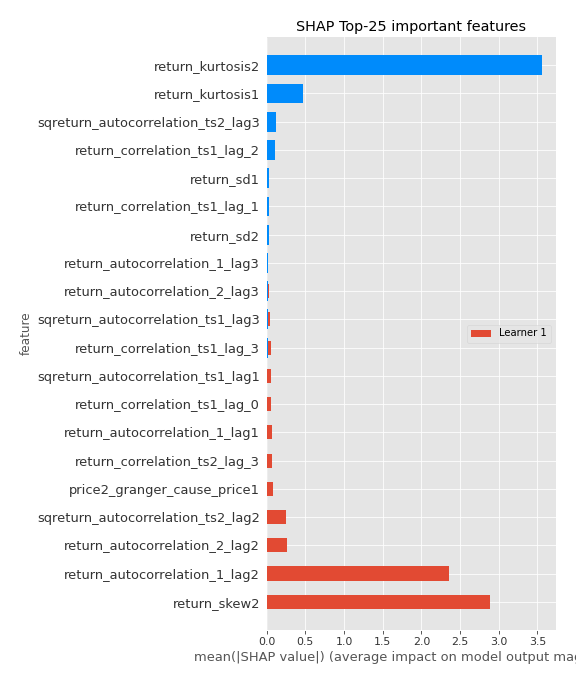 SHAP Top-25 important features
return_kurtosis2
return_kurtosis1
sqreturn_autocorrelation_ts2_lag3
return_correlation_ts1_lag_2
return_sd1
return_correlation_ts1_lag_1
return_sd2
return_autocorrelation_1_lag3
return_autocorrelation_2_lag3
sqreturn_autocorrelation_ts1_lag3
return_correlation_ts1_lag_3
sqreturn_autocorrelation_ts1_lag1
return_correlation_ts1_lag_0
return_autocorrelation_1_lag1
return_correlation_ts2_lag_3
price2_granger_cause_price1
sqreturn_autocorrelation_ts2_lag2
return_autocorrelation_2_lag2
return_autocorrelation_1_lag2
return_skew2
feature
Learner 1
0.0 0.5 1.0 1.5 2.0 2.5 3.0 3.5
mean(|SHAP value|) (average impact on model output mag